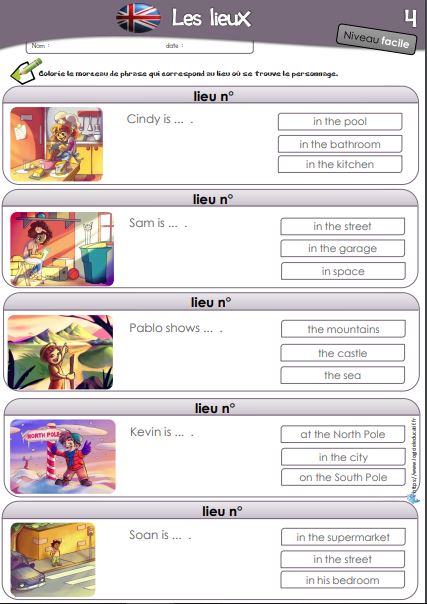 Les lieux
4
Niveau facile
Nom :
date :
Colorie le morceau de phrase qui correspond au lieu où se trouve le personnage.
lieu n°
Cindy is ... .
in the pool
in the bathroom
in the kitchen
lieu n°
Sam is ... .
in the street
in the garage
in space
lieu n°
Pablo shows ... .
the mountains
the castle
the sea
lieu n°
NORTH POLE
Kevin is ... .
at the North Pole
in the city
on the South Pole
lieu n°
Soan is ... .
in the supermarket
in the street
in his bedroom